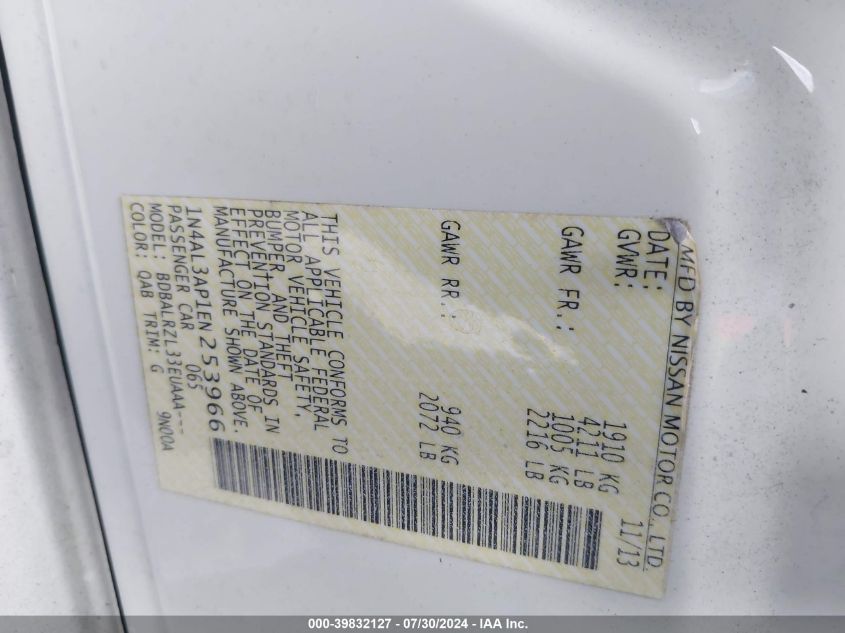 MFD BY NISSAN MOTOR CO., LTD.
DATE: 11/13
GVWR: 1910 KG
4211 LB
GAWR FR.: 1005 KG
2216 LB
GAWR RR.: 940 KG
2072 LB
THIS VEHICLE CONFORMS TO
ALL APPLICABLE FEDERAL
MOTOR VEHICLE SAFETY,
BUMPER, AND THEFT
PREVENTION STANDARDS IN
EFFECT ON THE DATE OF
MANUFACTURE SHOWN ABOVE.
1N4AL3AP1EN253966
PASSENGER CAR 065
MODEL: BDBALRZL33EUAAA---
COLOR: QAB TRIM: G 9N00A
000-39832127 - 07/30/2024 - IAA Inc.